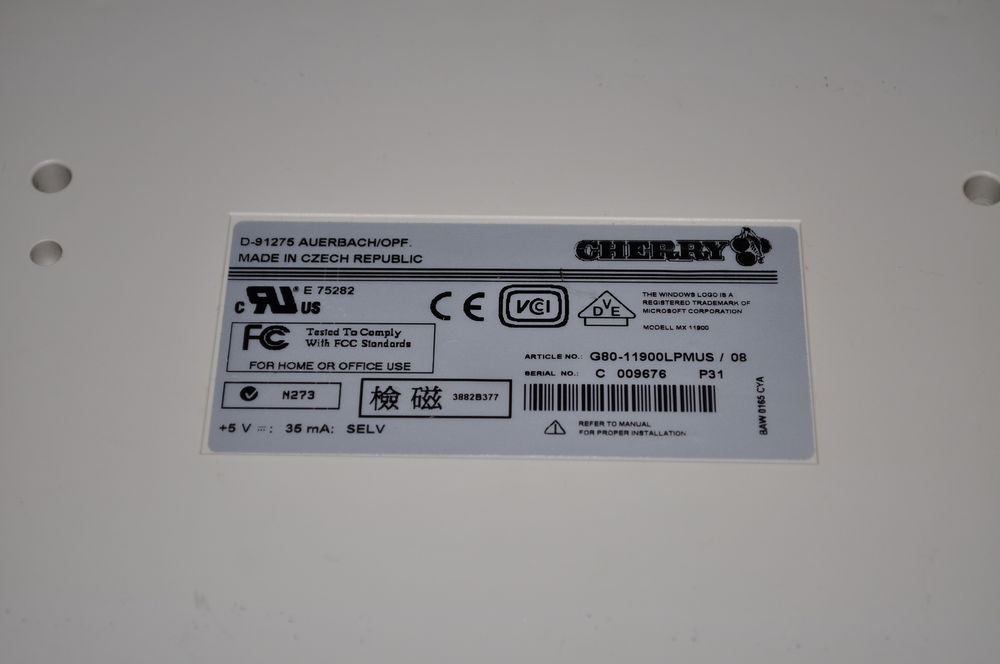 D-91275 AUERBACH/OPF.
MADE IN CZECH REPUBLIC
CHERRY
C RU US ® E 75282
CE
VCI
VDE
THE WINDOWS LOGO IS A
REGISTERED TRADEMARK OF
MICROSOFT CORPORATION
MODELL MX 11900
FC Tested To Comply
With FCC Standards
FOR HOME OR OFFICE USE
ARTICLE NO.: G80-11900LPMUS / 08
SERIAL NO.: C 009676 P31
N273
檢 磁 3882B377
+5 V ⎓: 35 mA: SELV
REFER TO MANUAL
FOR PROPER INSTALLATION
BAW 0165 CYA